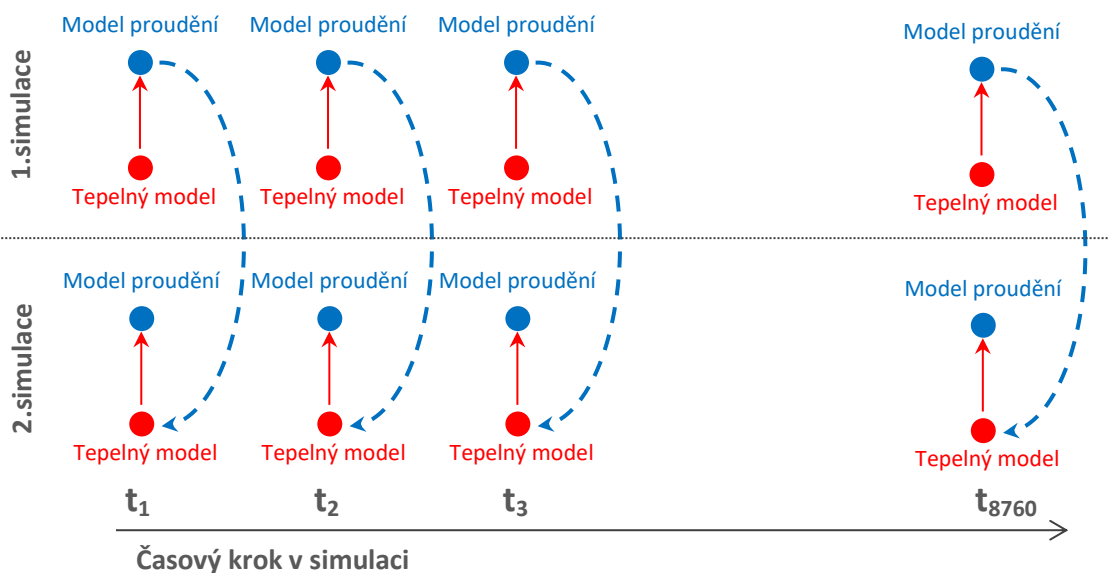 Model proudění Model proudění Model proudění Model proudění
1.simulace
Tepelný model Tepelný model Tepelný model Tepelný model
Model proudění Model proudění Model proudění Model proudění
2.simulace
Tepelný model Tepelný model Tepelný model Tepelný model
t1 t2 t3 t8760
Časový krok v simulaci